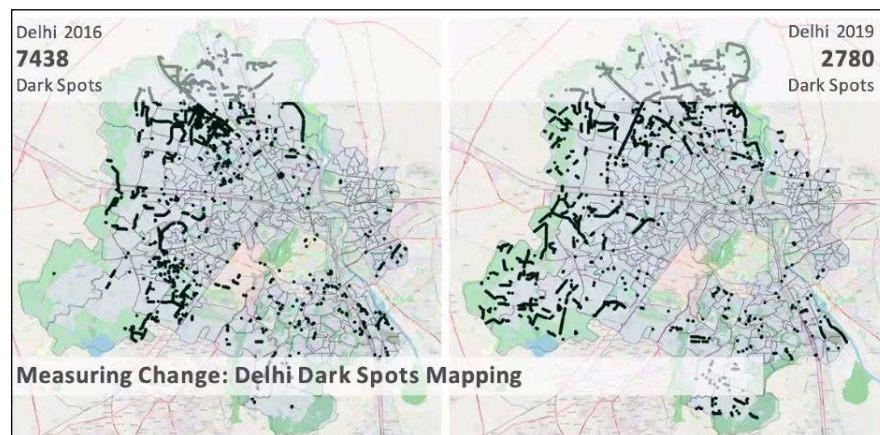 Delhi 2016
7438
Dark Spots
Delhi 2019
2780
Dark Spots
Measuring Change: Delhi Dark Spots Mapping